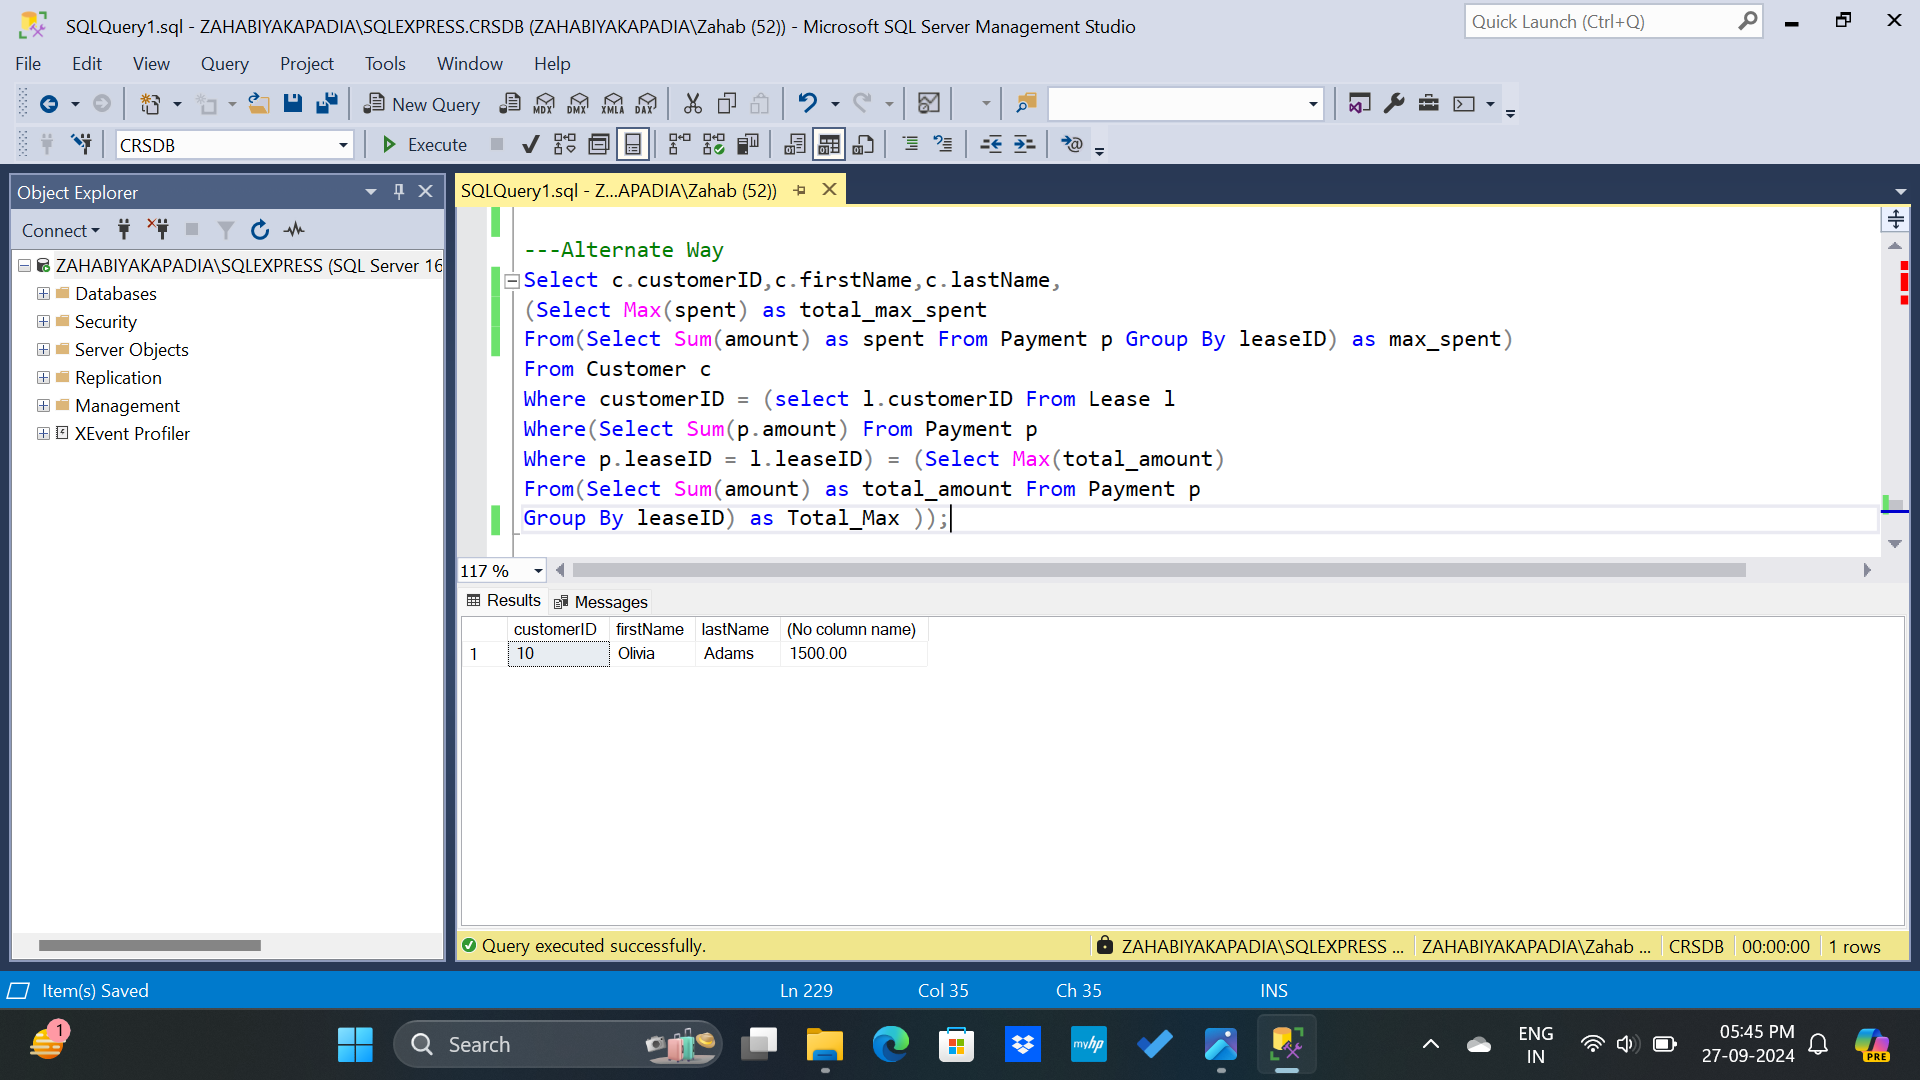 SQLQuery1.sql - ZAHABIYAKAPADIA\SQLEXPRESS.CRSDB (ZAHABIYAKAPADIA\Zahab (52)) - Microsoft SQL Server Management Studio
Quick Launch (Ctrl+Q)
File Edit View Query Project Tools Window Help
New Query MDX DMX XMLA DAX
CRSDB Execute
Object Explorer
SQLQuery1.sql - Z...APADIA\Zahab (52))
Connect
ZAHABIYAKAPADIA\SQLEXPRESS (SQL Server 16
Databases
Security
Server Objects
Replication
Management
XEvent Profiler
---Alternate Way
Select c.customerID,c.firstName,c.lastName,
(Select Max(spent) as total_max_spent
From(Select Sum(amount) as spent From Payment p Group By leaseID) as max_spent)
From Customer c
Where customerID = (select l.customerID From Lease l
Where(Select Sum(p.amount) From Payment p
Where p.leaseID = l.leaseID) = (Select Max(total_amount)
From(Select Sum(amount) as total_amount From Payment p
Group By leaseID) as Total_Max ));
117 %
Results Messages
customerID firstName lastName (No column name)
1 10 Olivia Adams 1500.00
Query executed successfully. ZAHABIYAKAPADIA\SQLEXPRESS ... ZAHABIYAKAPADIA\Zahab ... CRSDB 00:00:00 1 rows
Item(s) Saved Ln 229 Col 35 Ch 35 INS
1
Search
myhp
ENG
IN
05:45 PM
27-09-2024
PRE